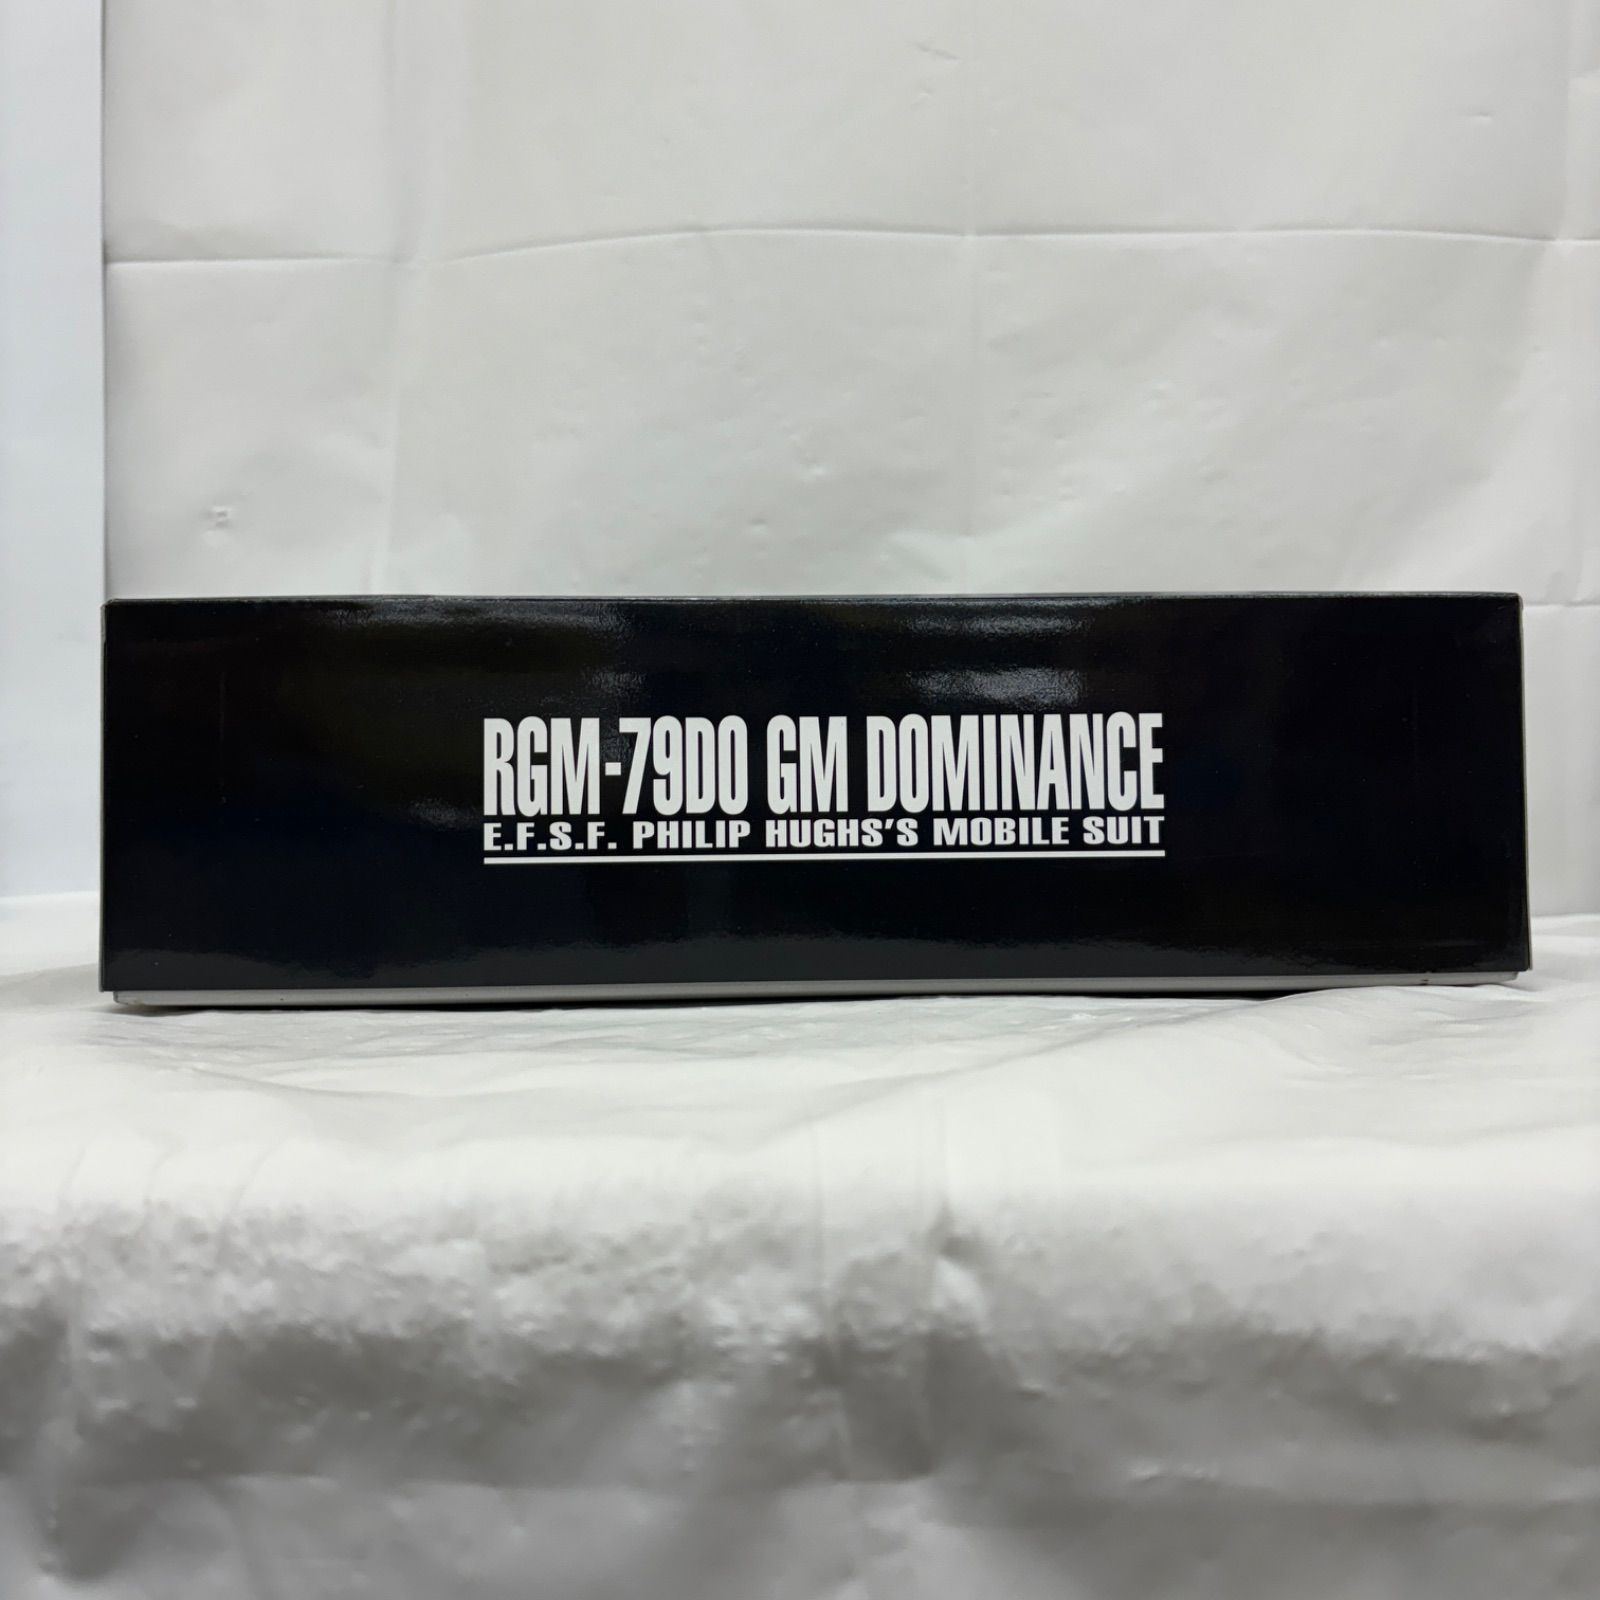 RGM-79DO GM DOMINANCE
E.F.S.F. PHILIP HUGHS'S MOBILE SUIT